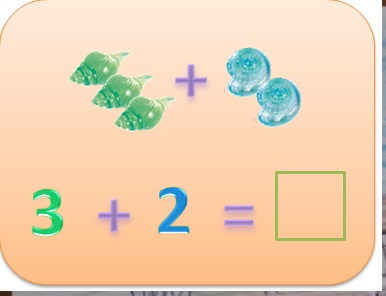 +
3 + 2 =